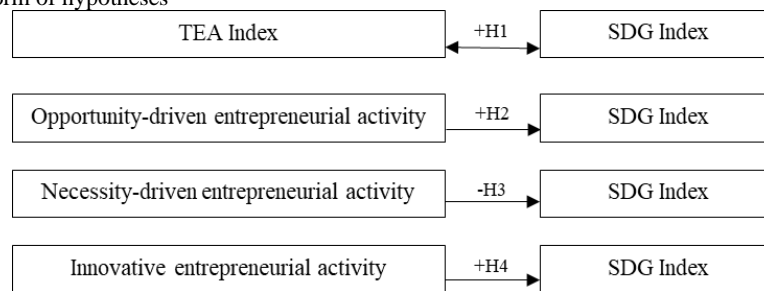 of hypotheses
TEA Index +H1 SDG Index
Opportunity-driven entrepreneurial activity +H2 SDG Index
Necessity-driven entrepreneurial activity -H3 SDG Index
Innovative entrepreneurial activity +H4 SDG Index